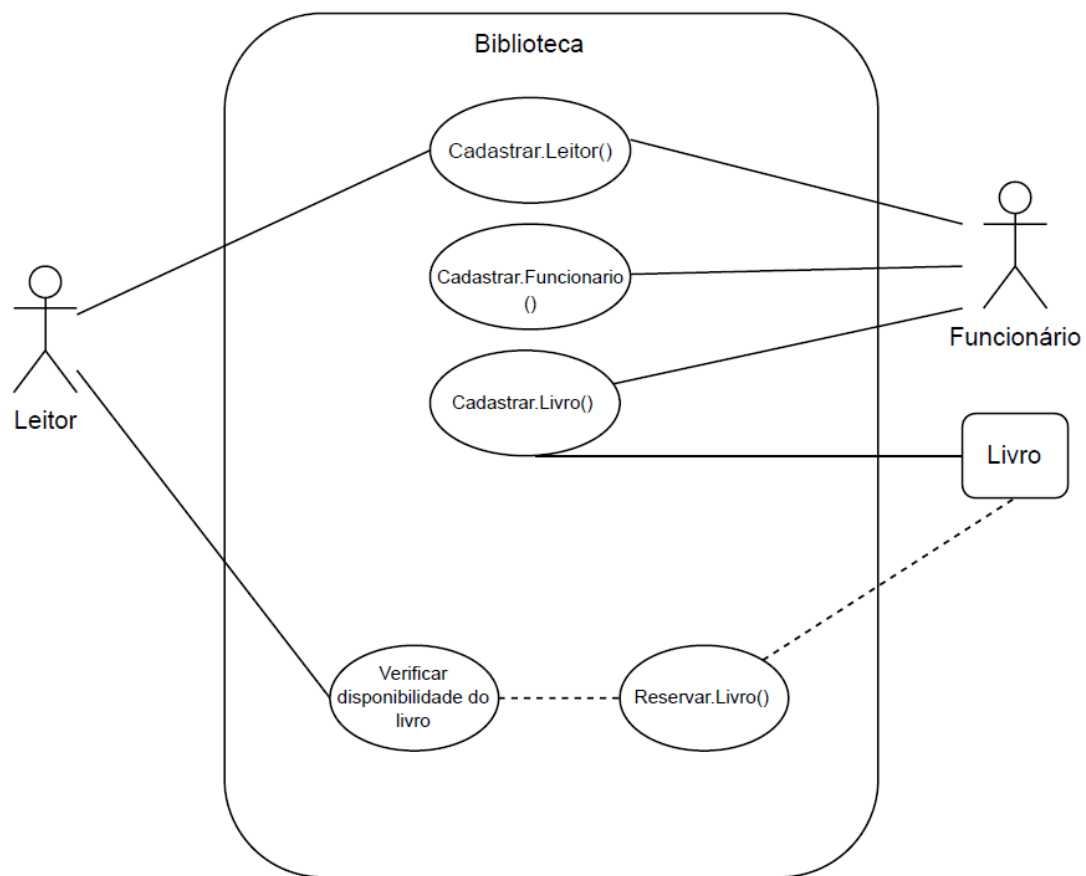 Biblioteca
Cadastrar.Leitor()
Cadastrar.Funcionario
()
Funcionário
Cadastrar.Livro()
Leitor
Livro
Verificar
disponibilidade do
livro
Reservar.Livro()